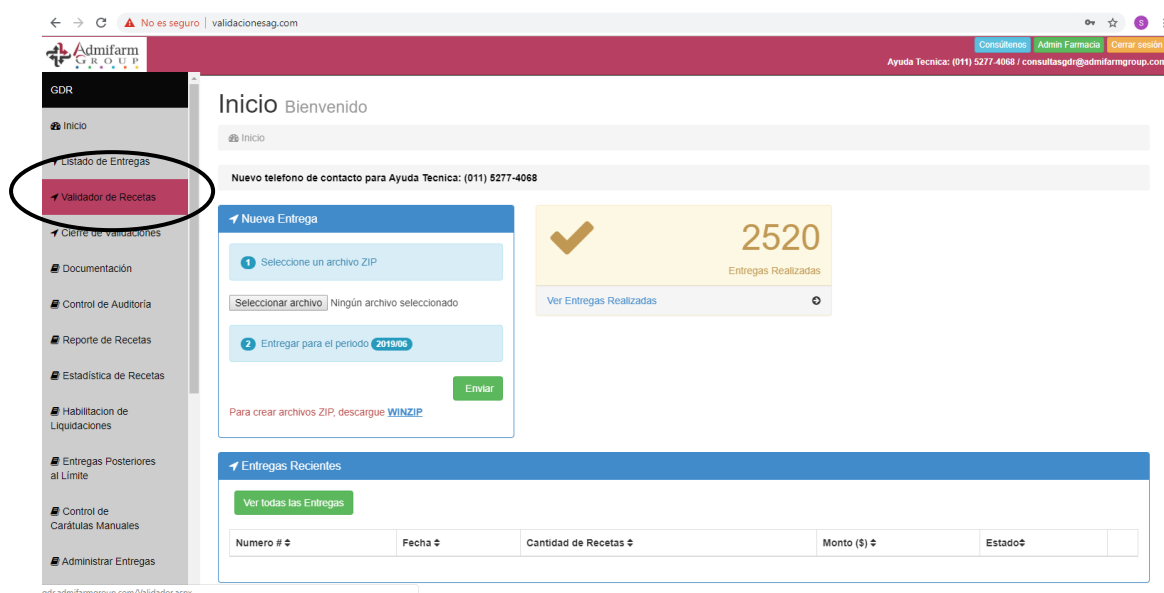 No es seguro | validacionesag.com
Admifarm
GROUP
Consúltenos Admin Farmacia Cerrar sesión
Ayuda Tecnica: (011) 5277-4068 / consultasgdr@admifarmgroup.com
GDR
Inicio
Listado de Entregas
Validador de Recetas
Cierre de Validaciones
Documentación
Control de Auditoría
Reporte de Recetas
Estadística de Recetas
Habilitacion de
Liquidaciones
Entregas Posteriores
al Límite
Control de
Carátulas Manuales
Administrar Entregas
gdr.admifarmgroup.com/Validador.aspx
Inicio Bienvenido
Inicio
Nuevo telefono de contacto para Ayuda Tecnica: (011) 5277-4068
Nueva Entrega
1 Seleccione un archivo ZIP
Seleccionar archivo Ningún archivo seleccionado
2 Entregar para el periodo 2019/06
Enviar
Para crear archivos ZIP, descargue WINZIP
2520
Entregas Realizadas
Ver Entregas Realizadas
Entregas Recientes
Ver todas las Entregas
Numero # Fecha Cantidad de Recetas Monto ($) Estado